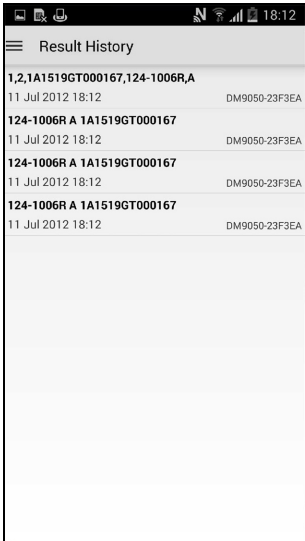 18:12
Result History
1,2,1A1519GT000167,124-1006R,A
11 Jul 2012 18:12 DM9050-23F3EA
124-1006R A 1A1519GT000167
11 Jul 2012 18:12 DM9050-23F3EA
124-1006R A 1A1519GT000167
11 Jul 2012 18:12 DM9050-23F3EA
124-1006R A 1A1519GT000167
11 Jul 2012 18:12 DM9050-23F3EA